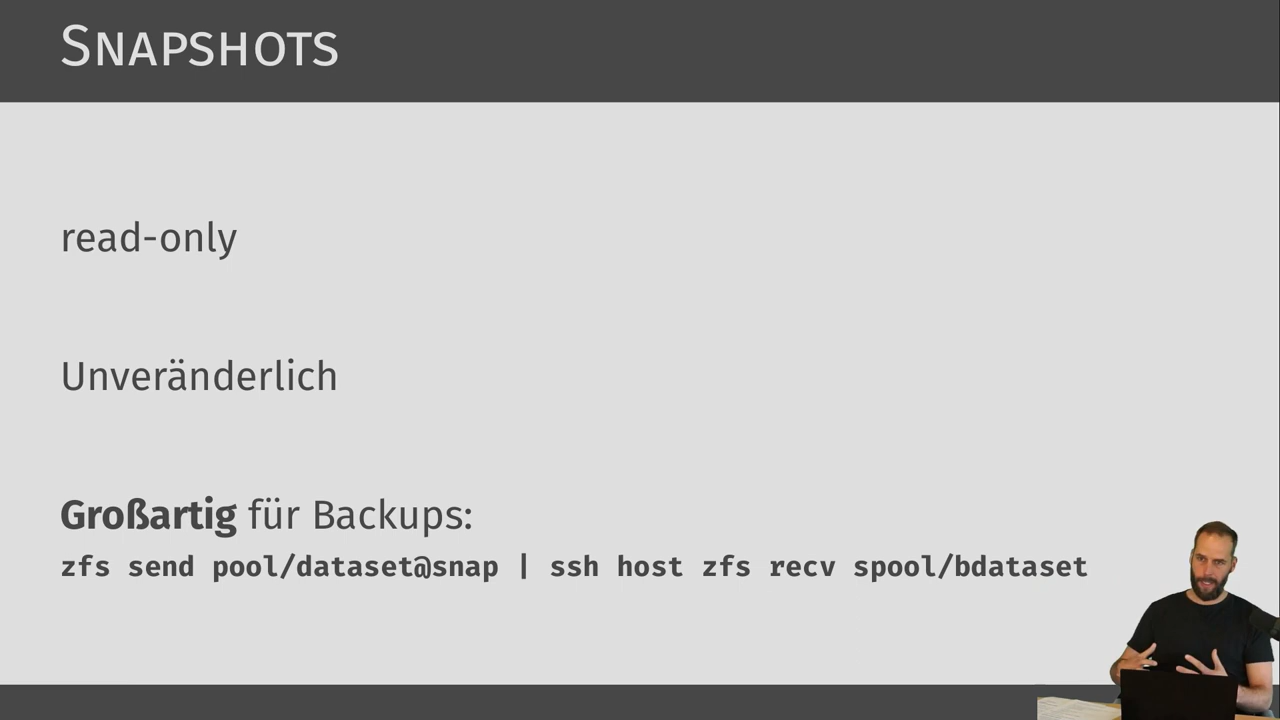 Snapshots
read-only
Unveränderlich
Großartig für Backups:
zfs send pool/dataset@snap | ssh host zfs recv spool/bdataset